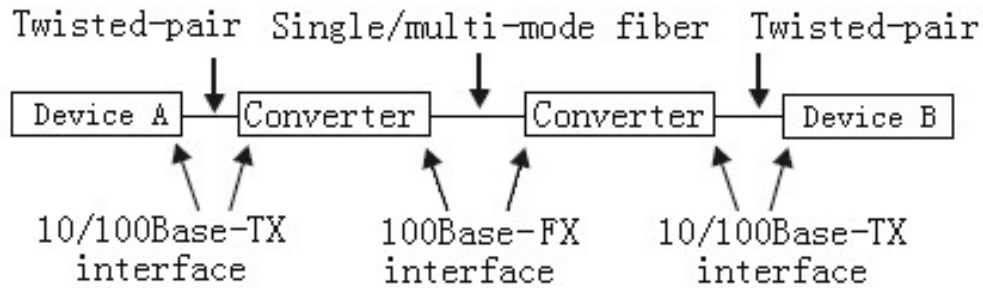 Twisted-pair Single/multi-mode fiber Twisted-pair
Device A Converter Converter Device B
10/100Base-TX 100Base-FX 10/100Base-TX
interface interface interface